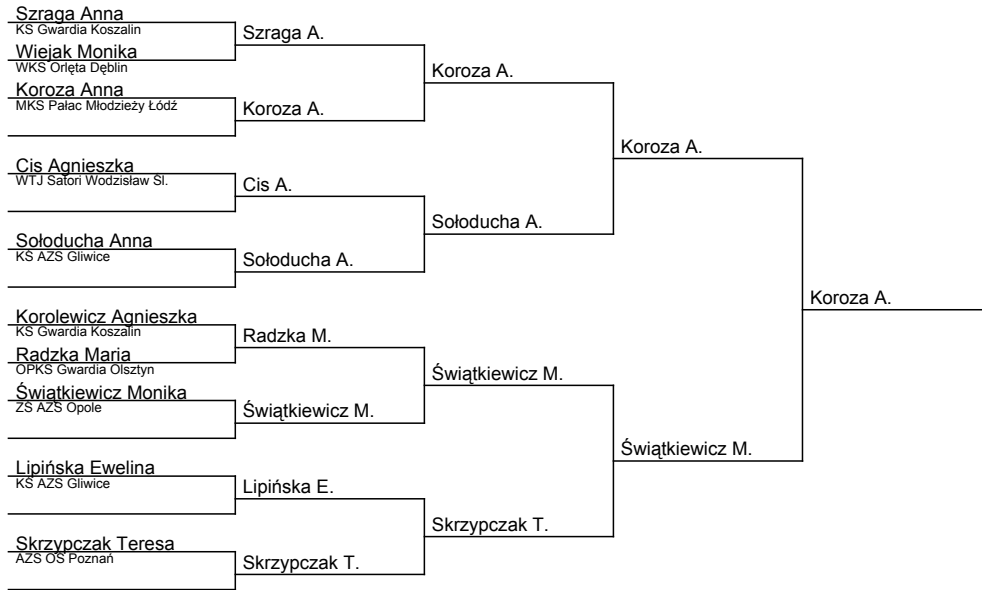 Szraga Anna
KS Gwardia Koszalin
Wiejak Monika
WKS Orlęta Dęblin
Koroza Anna
MKS Pałac Młodzieży Łódź
Cis Agnieszka
WTJ Satori Wodzisław Śl.
Sołoducha Anna
KS AZS Gliwice
Korolewicz Agnieszka
KS Gwardia Koszalin
Radzka Maria
OPKS Gwardia Olsztyn
Świątkiewicz Monika
ZS AZS Opole
Lipińska Ewelina
KS AZS Gliwice
Skrzypczak Teresa
AZS OŚ Poznań
Szraga A.
Koroza A.
Cis A.
Sołoducha A.
Radzka M.
Świątkiewicz M.
Lipińska E.
Skrzypczak T.
Koroza A.
Sołoducha A.
Świątkiewicz M.
Skrzypczak T.
Koroza A.
Świątkiewicz M.
Koroza A.